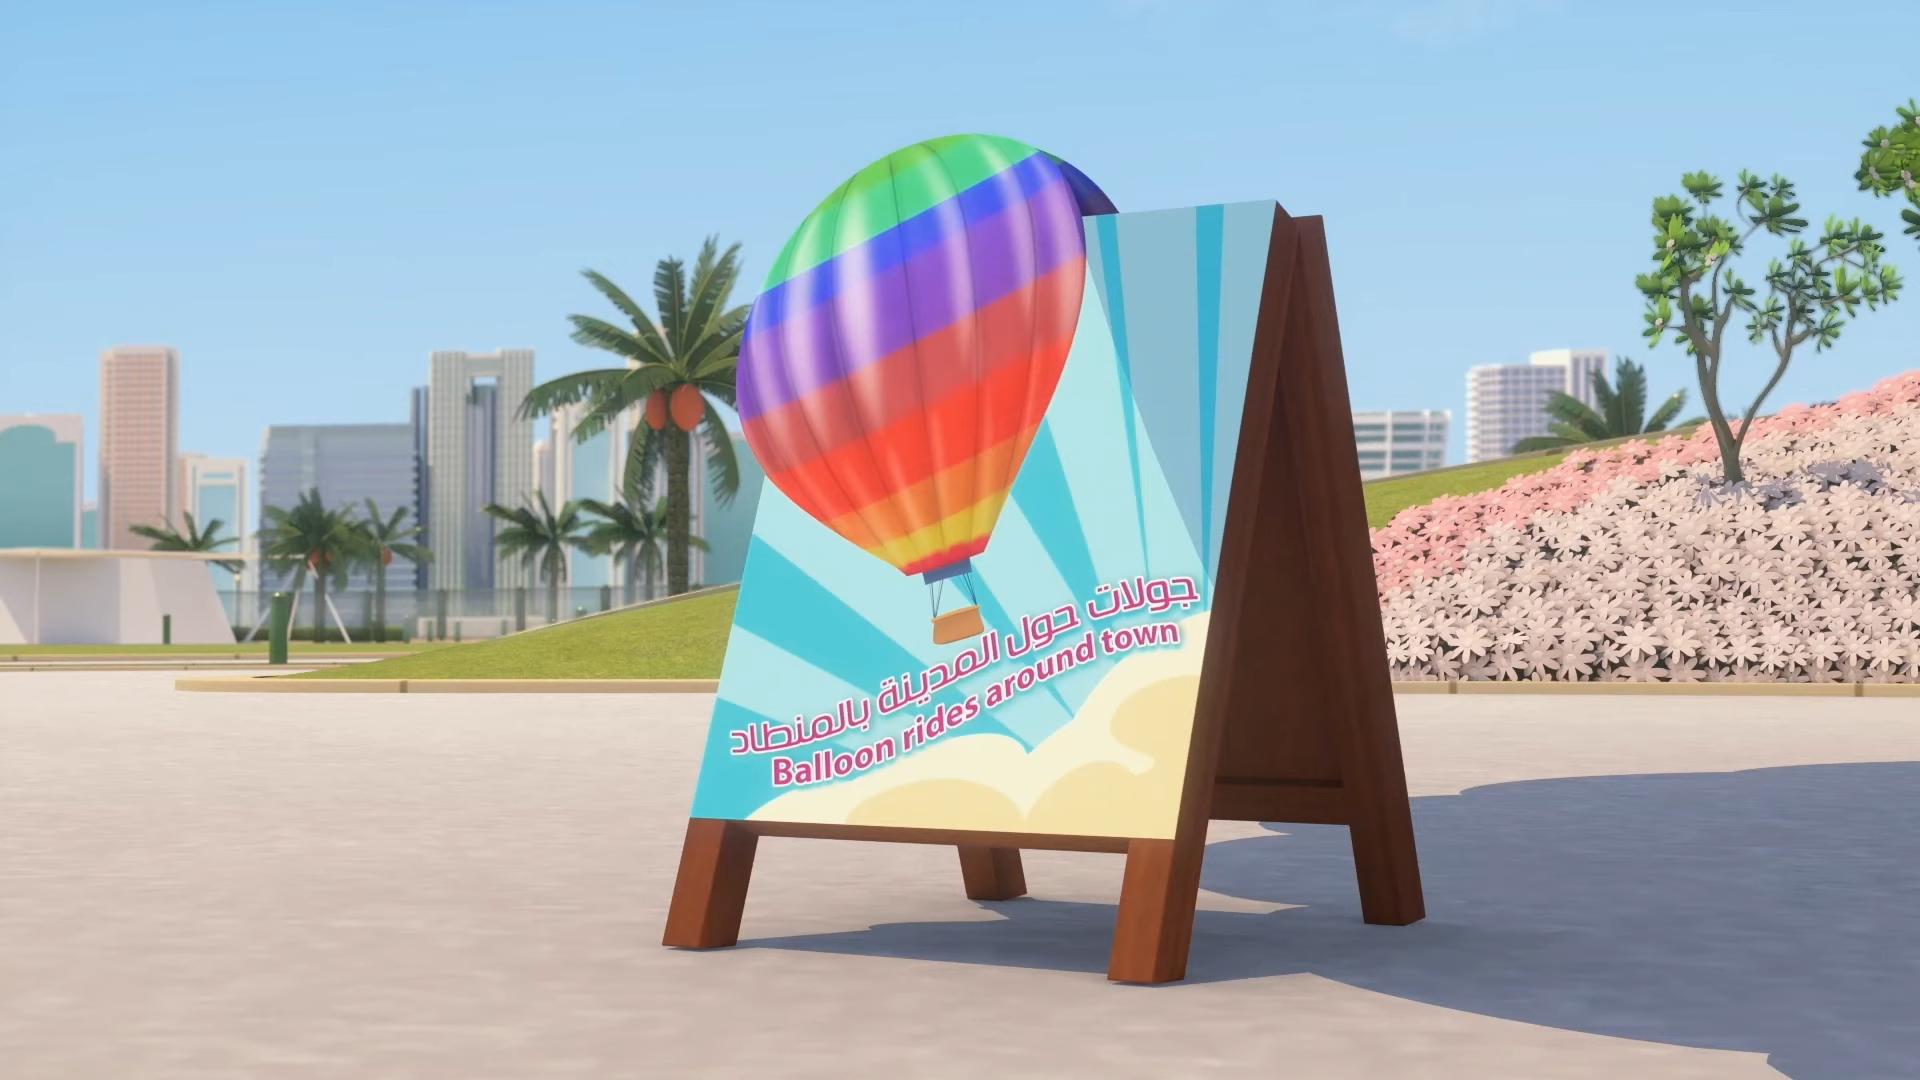 جولات حول المدينة بالمنطاد
Balloon rides around town